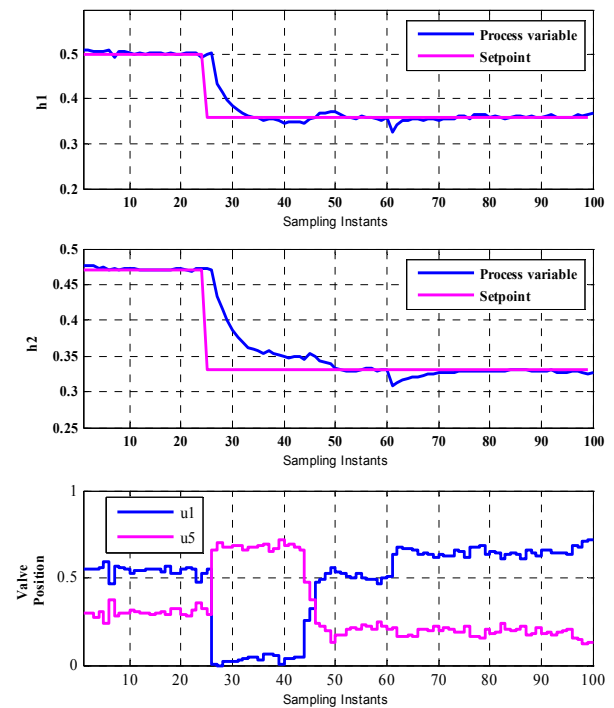 0.5
0.4
0.3
0.2
h1
Process variable
Setpoint
10 20 30 40 50 60 70 80 90 100
Sampling Instants
0.5
0.45
0.4
0.35
0.3
0.25
h2
Process variable
Setpoint
10 20 30 40 50 60 70 80 90 100
Sampling Instants
1
0.5
0
Valve
Position
u1
u5
10 20 30 40 50 60 70 80 90 100
Sampling Instants